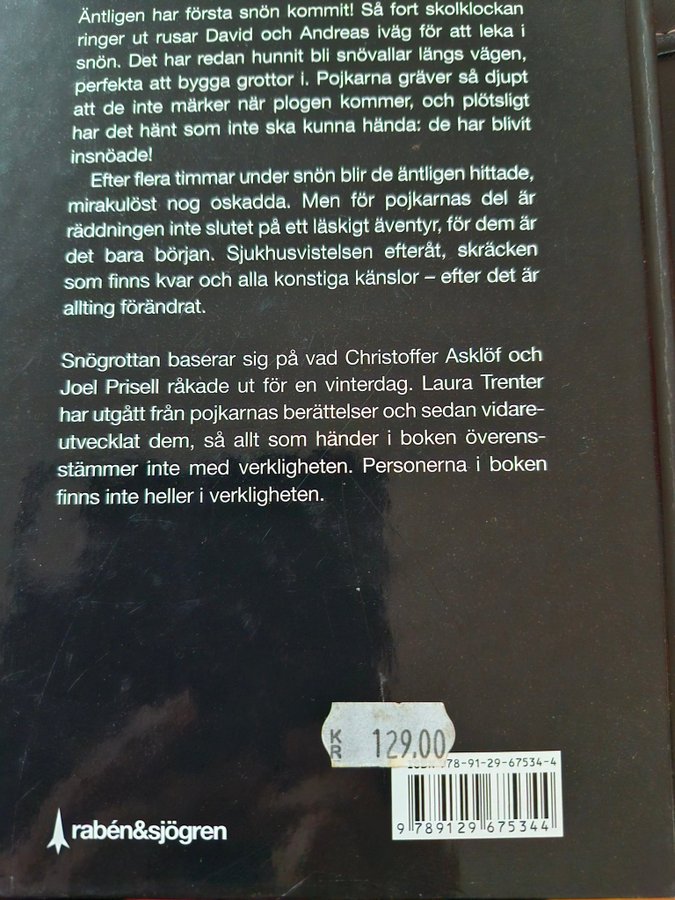 Äntligen har första snön kommit! Så fort skolklockan
ringer ut rusar David och Andreas iväg för att leka i
snön. Det har redan hunnit bli snövallar längs vägen,
perfekta att bygga grottor i. Pojkarna gräver så djupt
att de inte märker när plogen kommer, och plötsligt
har det hänt som inte ska kunna hända: de har blivit
insnöade!
Efter flera timmar under snön blir de äntligen hittade,
mirakulöst nog oskadda. Men för pojkarnas del är
räddningen inte slutet på ett läskigt äventyr, för dem är
det bara början. Sjukhusvistelsen efteråt, skräcken
som finns kvar och alla konstiga känslor – efter det är
allting förändrat.
Snögrottan baserar sig på vad Christoffer Asklöf och
Joel Prisell råkade ut för en vinterdag. Laura Trenter
har utgått från pojkarnas berättelser och sedan vidare-
utvecklat dem, så allt som händer i boken överens-
stämmer inte med verkligheten. Personerna i boken
finns inte heller i verkligheten.
KR 129.00
78-91-29-67534-4
9 789129 675344
rabén&sjögren